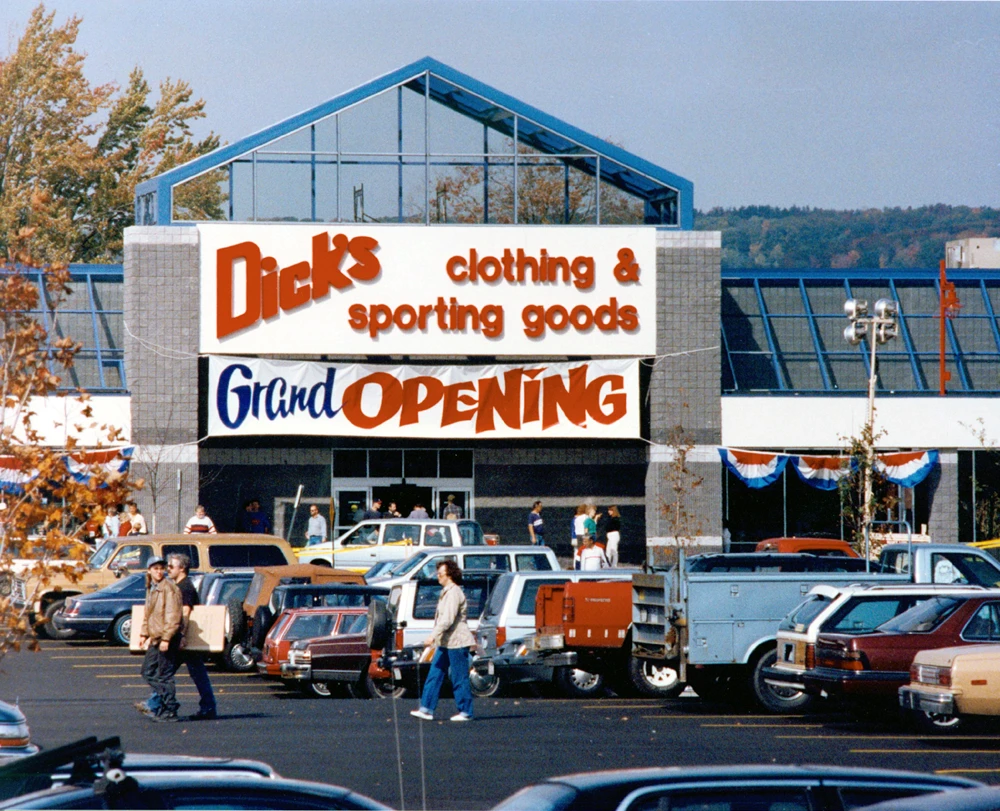 Dick's clothing &
sporting goods
Grand OPENING